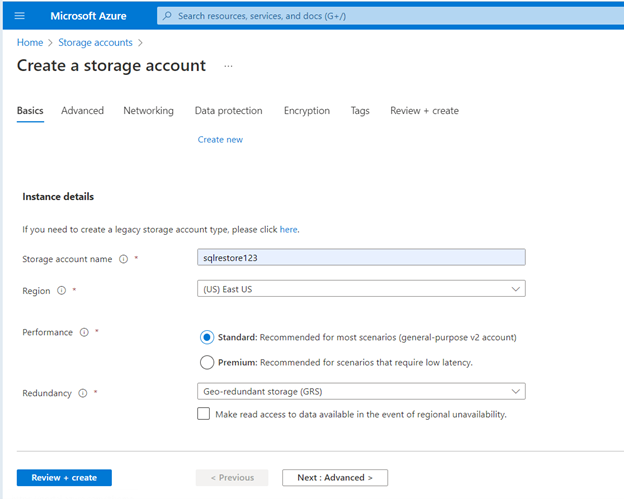 Microsoft Azure Search resources, services, and docs (G+/)
Home > Storage accounts >
Create a storage account ...
Basics Advanced Networking Data protection Encryption Tags Review + create
Create new
Instance details
If you need to create a legacy storage account type, please click here.
Storage account name * sqlrestore123
Region * (US) East US
Performance * Standard: Recommended for most scenarios (general-purpose v2 account)
Premium: Recommended for scenarios that require low latency.
Redundancy * Geo-redundant storage (GRS)
Make read access to data available in the event of regional unavailability.
Review + create < Previous Next : Advanced >